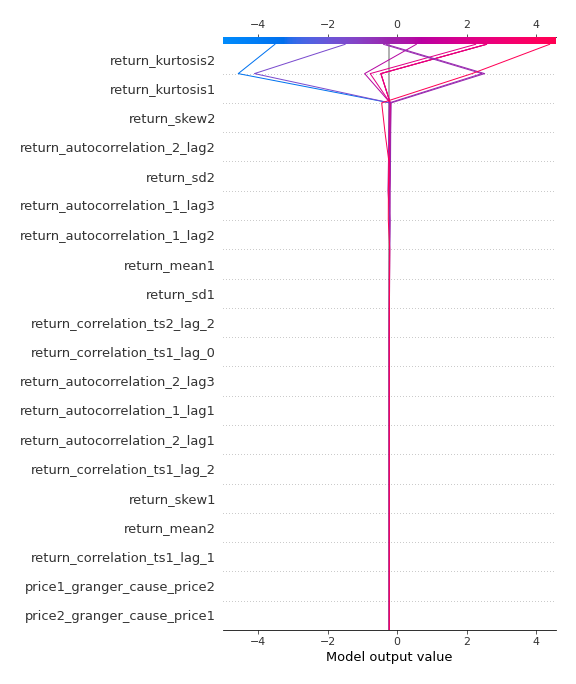 −4 −2 0 2 4
return_kurtosis2
return_kurtosis1
return_skew2
return_autocorrelation_2_lag2
return_sd2
return_autocorrelation_1_lag3
return_autocorrelation_1_lag2
return_mean1
return_sd1
return_correlation_ts2_lag_2
return_correlation_ts1_lag_0
return_autocorrelation_2_lag3
return_autocorrelation_1_lag1
return_autocorrelation_2_lag1
return_correlation_ts1_lag_2
return_skew1
return_mean2
return_correlation_ts1_lag_1
price1_granger_cause_price2
price2_granger_cause_price1
−4 −2 0 2 4
Model output value